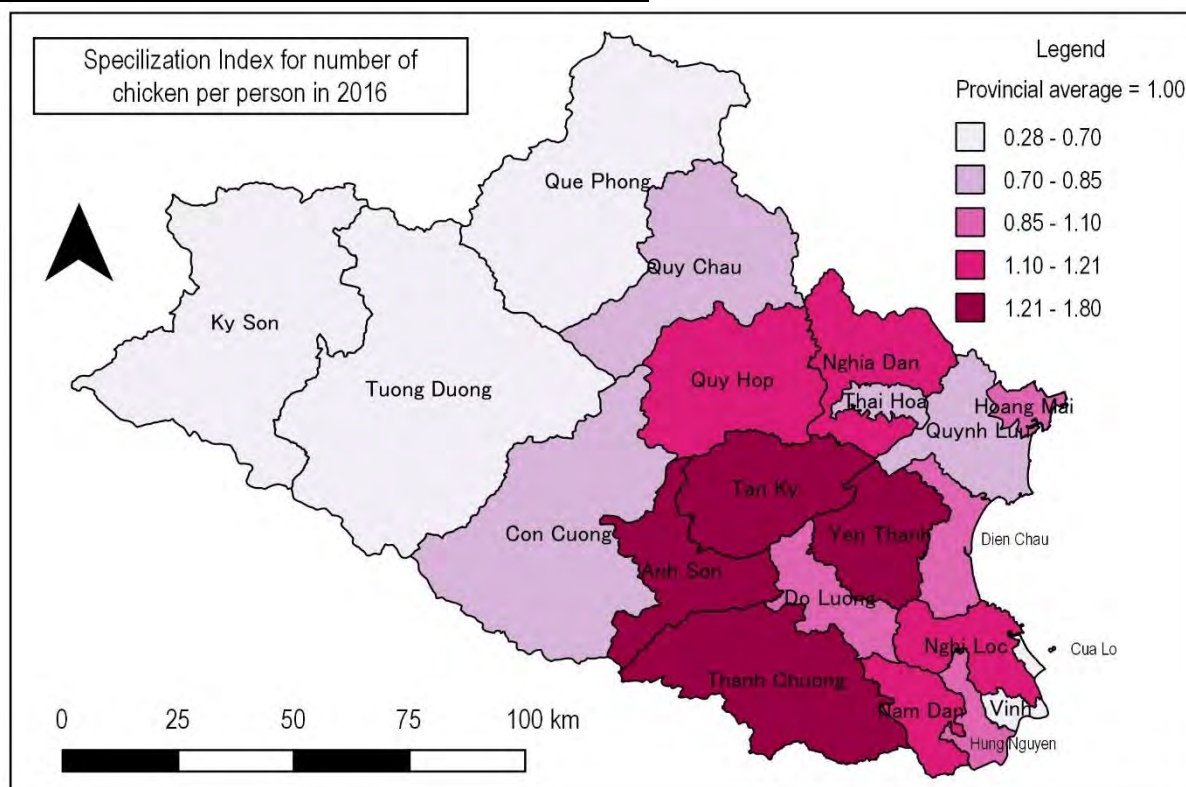 Specilization Index for number of
chicken per person in 2016
Legend
Provincial average = 1.00
0.28 - 0.70
0.70 - 0.85
0.85 - 1.10
1.10 - 1.21
1.21 - 1.80
Que Phong
Quy Chau
Ky Son
Tuong Duong
Quy Hop
Nghia Dan
Thai Hoa
Hoang Mai
Quynh Luu
Tan Ky
Con Cuong
Yen Thanh
Dien Chau
Anh Son
Do Luong
Nghi Loc
Cua Lo
Thanh Chuong
Nam Dan
Vinh
Hung Nguyen
0 25 50 75 100 km